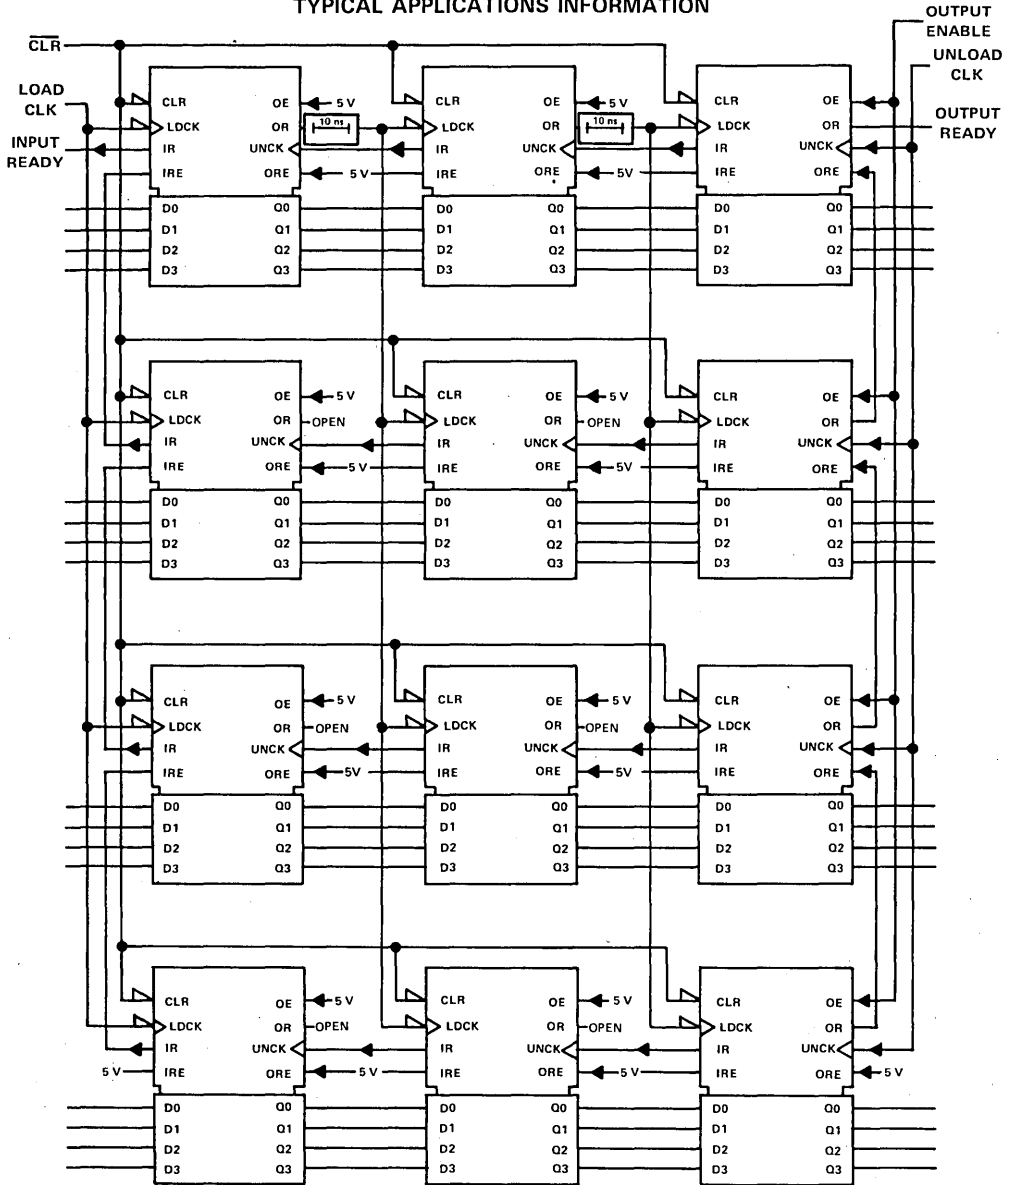 TYPICAL APPLICATIONS INFORMATION
CLR
LOAD CLK
INPUT READY
OUTPUT ENABLE
UNLOAD CLK
OUTPUT READY
CLR OE 5 V CLR OE 5 V CLR OE
LDCK OR 10 ns LDCK OR 10 ns LDCK OR
IR UNCK IR UNCK IR UNCK
IRE ORE 5 V IRE ORE 5V IRE ORE
D0 Q0 D0 Q0 D0 Q0
D1 Q1 D1 Q1 D1 Q1
D2 Q2 D2 Q2 D2 Q2
D3 Q3 D3 Q3 D3 Q3
CLR OE 5 V CLR OE 5 V CLR OE
LDCK OR OPEN LDCK OR OPEN LDCK OR
IR UNCK IR UNCK IR UNCK
IRE ORE 5 V IRE ORE 5V IRE ORE
D0 Q0 D0 Q0 D0 Q0
D1 Q1 D1 Q1 D1 Q1
D2 Q2 D2 Q2 D2 Q2
D3 Q3 D3 Q3 D3 Q3
CLR OE 5 V CLR OE 5 V CLR OE
LDCK OR OPEN LDCK OR OPEN LDCK OR
IR UNCK IR UNCK IR UNCK
IRE ORE 5V IRE ORE 5 V IRE ORE
D0 Q0 D0 Q0 D0 Q0
D1 Q1 D1 Q1 D1 Q1
D2 Q2 D2 Q2 D2 Q2
D3 Q3 D3 Q3 D3 Q3
CLR OE 5 V CLR OE 5 V CLR OE
LDCK OR OPEN LDCK OR OPEN LDCK OR
IR UNCK IR UNCK IR UNCK
5 V IRE ORE 5 V IRE ORE 5 V IRE ORE 5 V
D0 Q0 D0 Q0 D0 Q0
D1 Q1 D1 Q1 D1 Q1
D2 Q2 D2 Q2 D2 Q2
D3 Q3 D3 Q3 D3 Q3